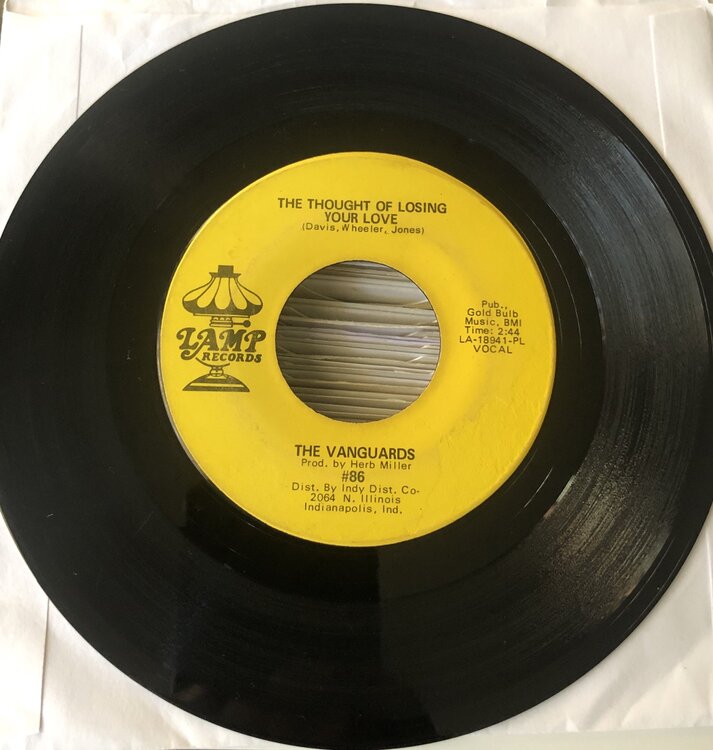 THE THOUGHT OF LOSING
YOUR LOVE
(Davis, Wheeler, Jones)
LAMP
RECORDS
Pub.,
Gold Bulb
Music, BMI
Time: 2:44
LA-18941-PL
VOCAL
THE VANGUARDS
Prod. by Herb Miller
#86
Dist. By Indy Dist. Co-
2064 N. Illinois
Indianapolis, Ind.